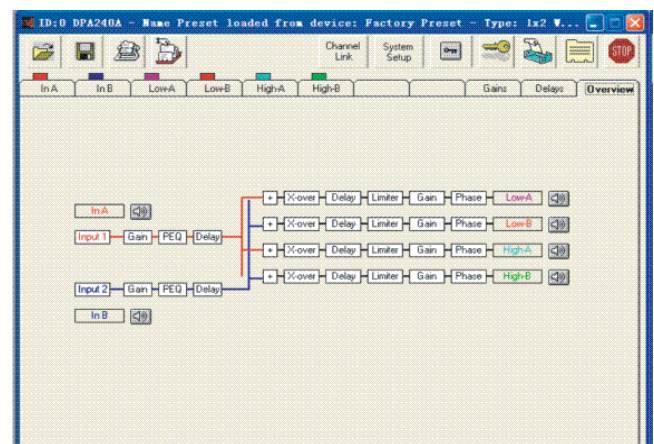 ID:0 DPA240A - Name Preset loaded from device: Factory Preset - Type: 1x2 W...
Channel Link
System Setup
STOP
In A In B Low-A Low-B High-A High-B Gains Delays Overview
+ X-over Delay Limiter Gain Phase Low-A
In A
+ X-over Delay Limiter Gain Phase Low-B
Input 1 Gain PEQ Delay
+ X-over Delay Limiter Gain Phase High-A
+ X-over Delay Limiter Gain Phase High-B
Input 2 Gain PEQ Delay
In B